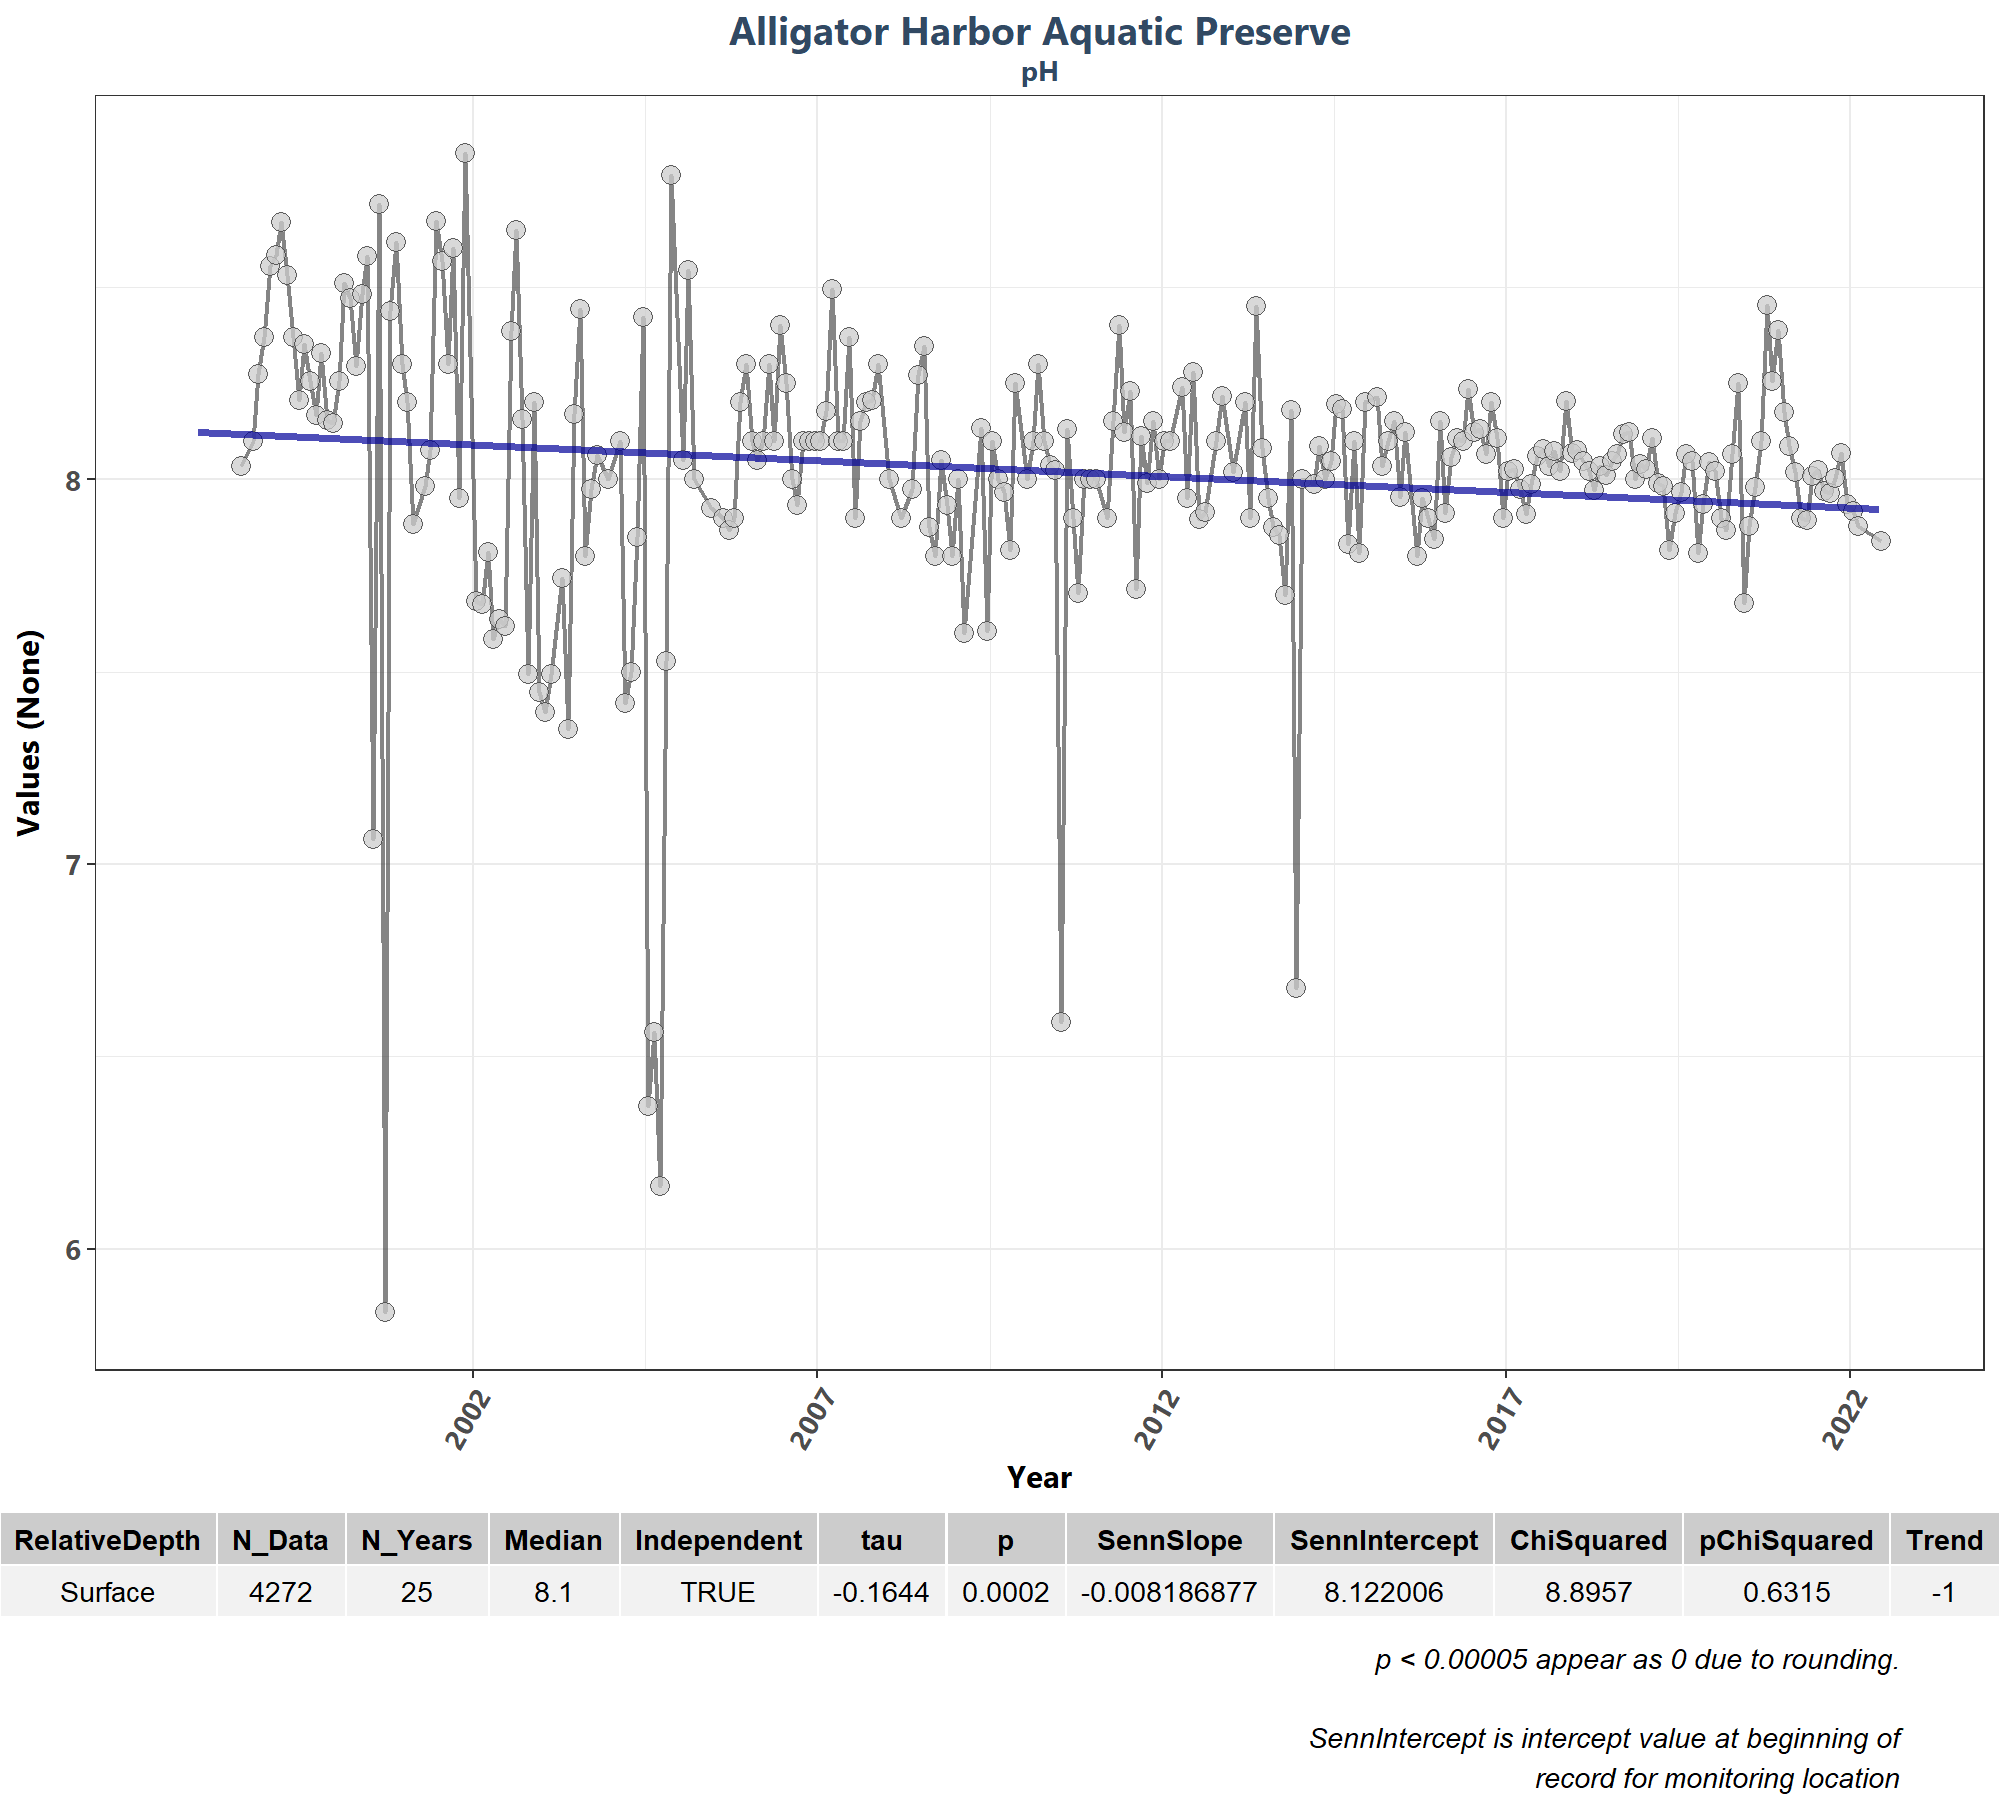 Alligator Harbor Aquatic Preserve
pH
Values (None)
8
7
6
2002 2007 2012 2017 2022
Year
RelativeDepth N_Data N_Years Median Independent tau p SennSlope SennIntercept ChiSquared pChiSquared Trend
Surface 4272 25 8.1 TRUE -0.1644 0.0002 -0.008186877 8.122006 8.8957 0.6315 -1
p < 0.00005 appear as 0 due to rounding.
SennIntercept is intercept value at beginning of
record for monitoring location